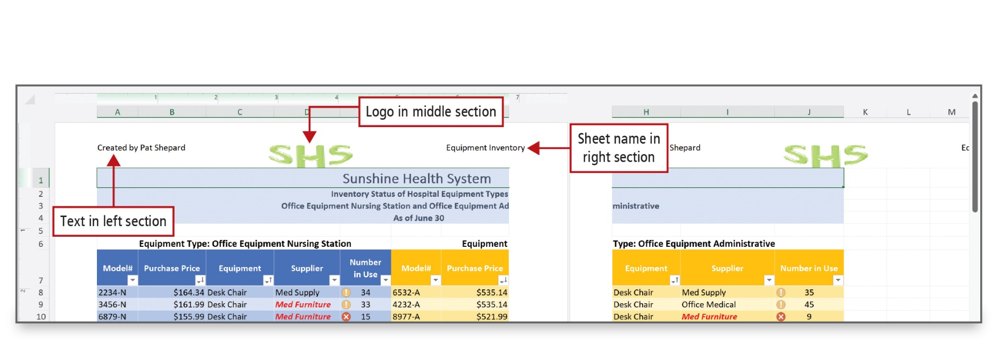 1 2 3 4 7
A B C D H I J K L M
Logo in middle section
Sheet name in
right section
Created by Pat Shepard
SHS
Equipment Inventory
Shepard
SHS
Ec
1 Sunshine Health System
2 Inventory Status of Hospital Equipment Types
3 Office Equipment Nursing Station and Office Equipment Ad ministrative
4 As of June 30
Text in left section
5
6 Equipment Type: Office Equipment Nursing Station Equipment Type: Office Equipment Administrative
7 Model# Purchase Price Equipment Supplier Number in Use Model# Purchase Price Equipment Supplier Number in Use
8 2234-N $164.34 Desk Chair Med Supply ! 34 6532-A $535.14 Desk Chair Med Supply ! 35
9 3456-N $161.99 Desk Chair Med Furniture ! 33 4232-A $535.14 Desk Chair Office Medical ! 45
10 6879-N $155.99 Desk Chair Med Furniture 15 8977-A $521.99 Desk Chair Med Furniture 9
1
2